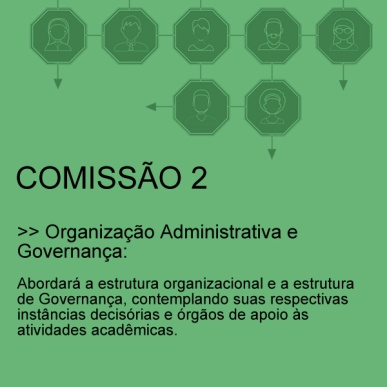 COMISSÃO 2
>> Organização Administrativa e
Governança:
Abordará a estrutura organizacional e a estrutura
de Governança, contemplando suas respectivas
instâncias decisórias e órgãos de apoio às
atividades acadêmicas.